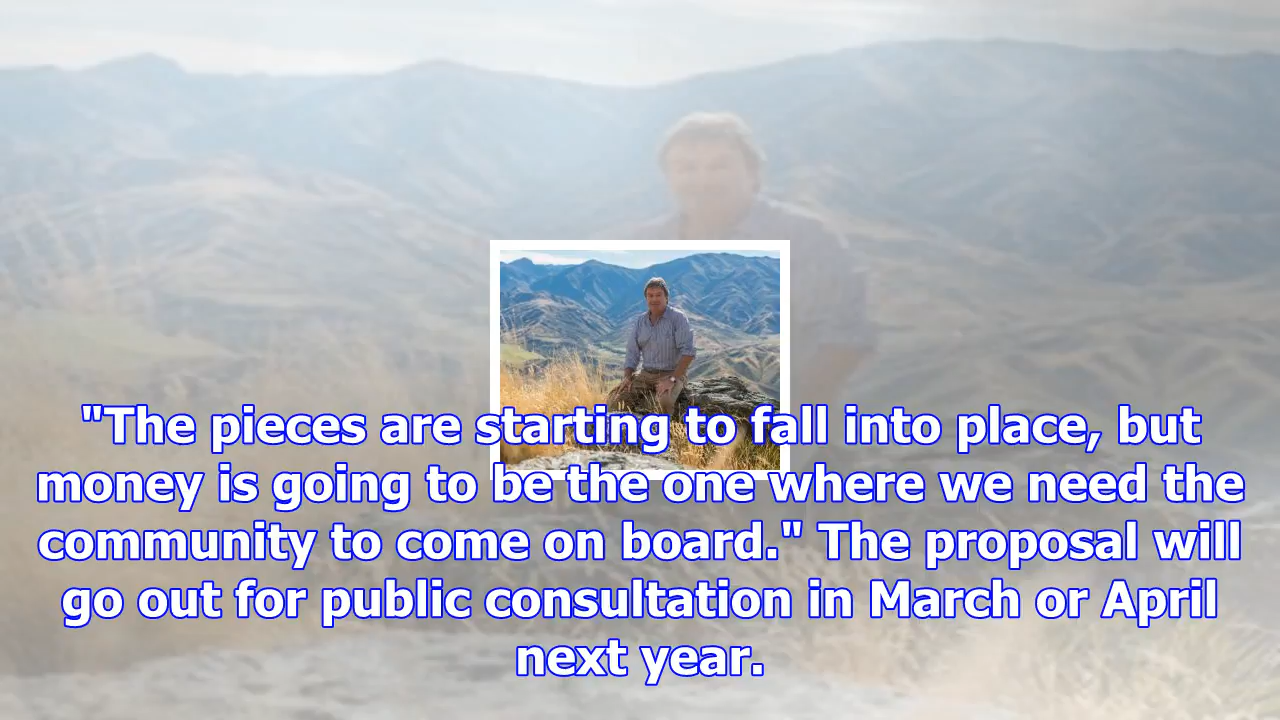 "The pieces are starting to fall into place, but
money is going to be the one where we need the
community to come on board." The proposal will
go out for public consultation in March or April
next year.